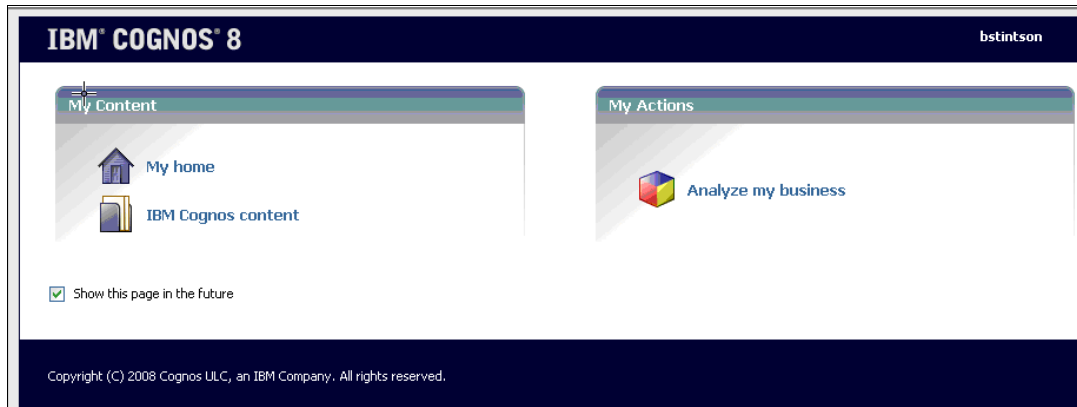 IBM® COGNOS® 8
bstintson
My Content
My Actions
My home
Analyze my business
IBM Cognos content
Show this page in the future
Copyright (C) 2008 Cognos ULC, an IBM Company. All rights reserved.